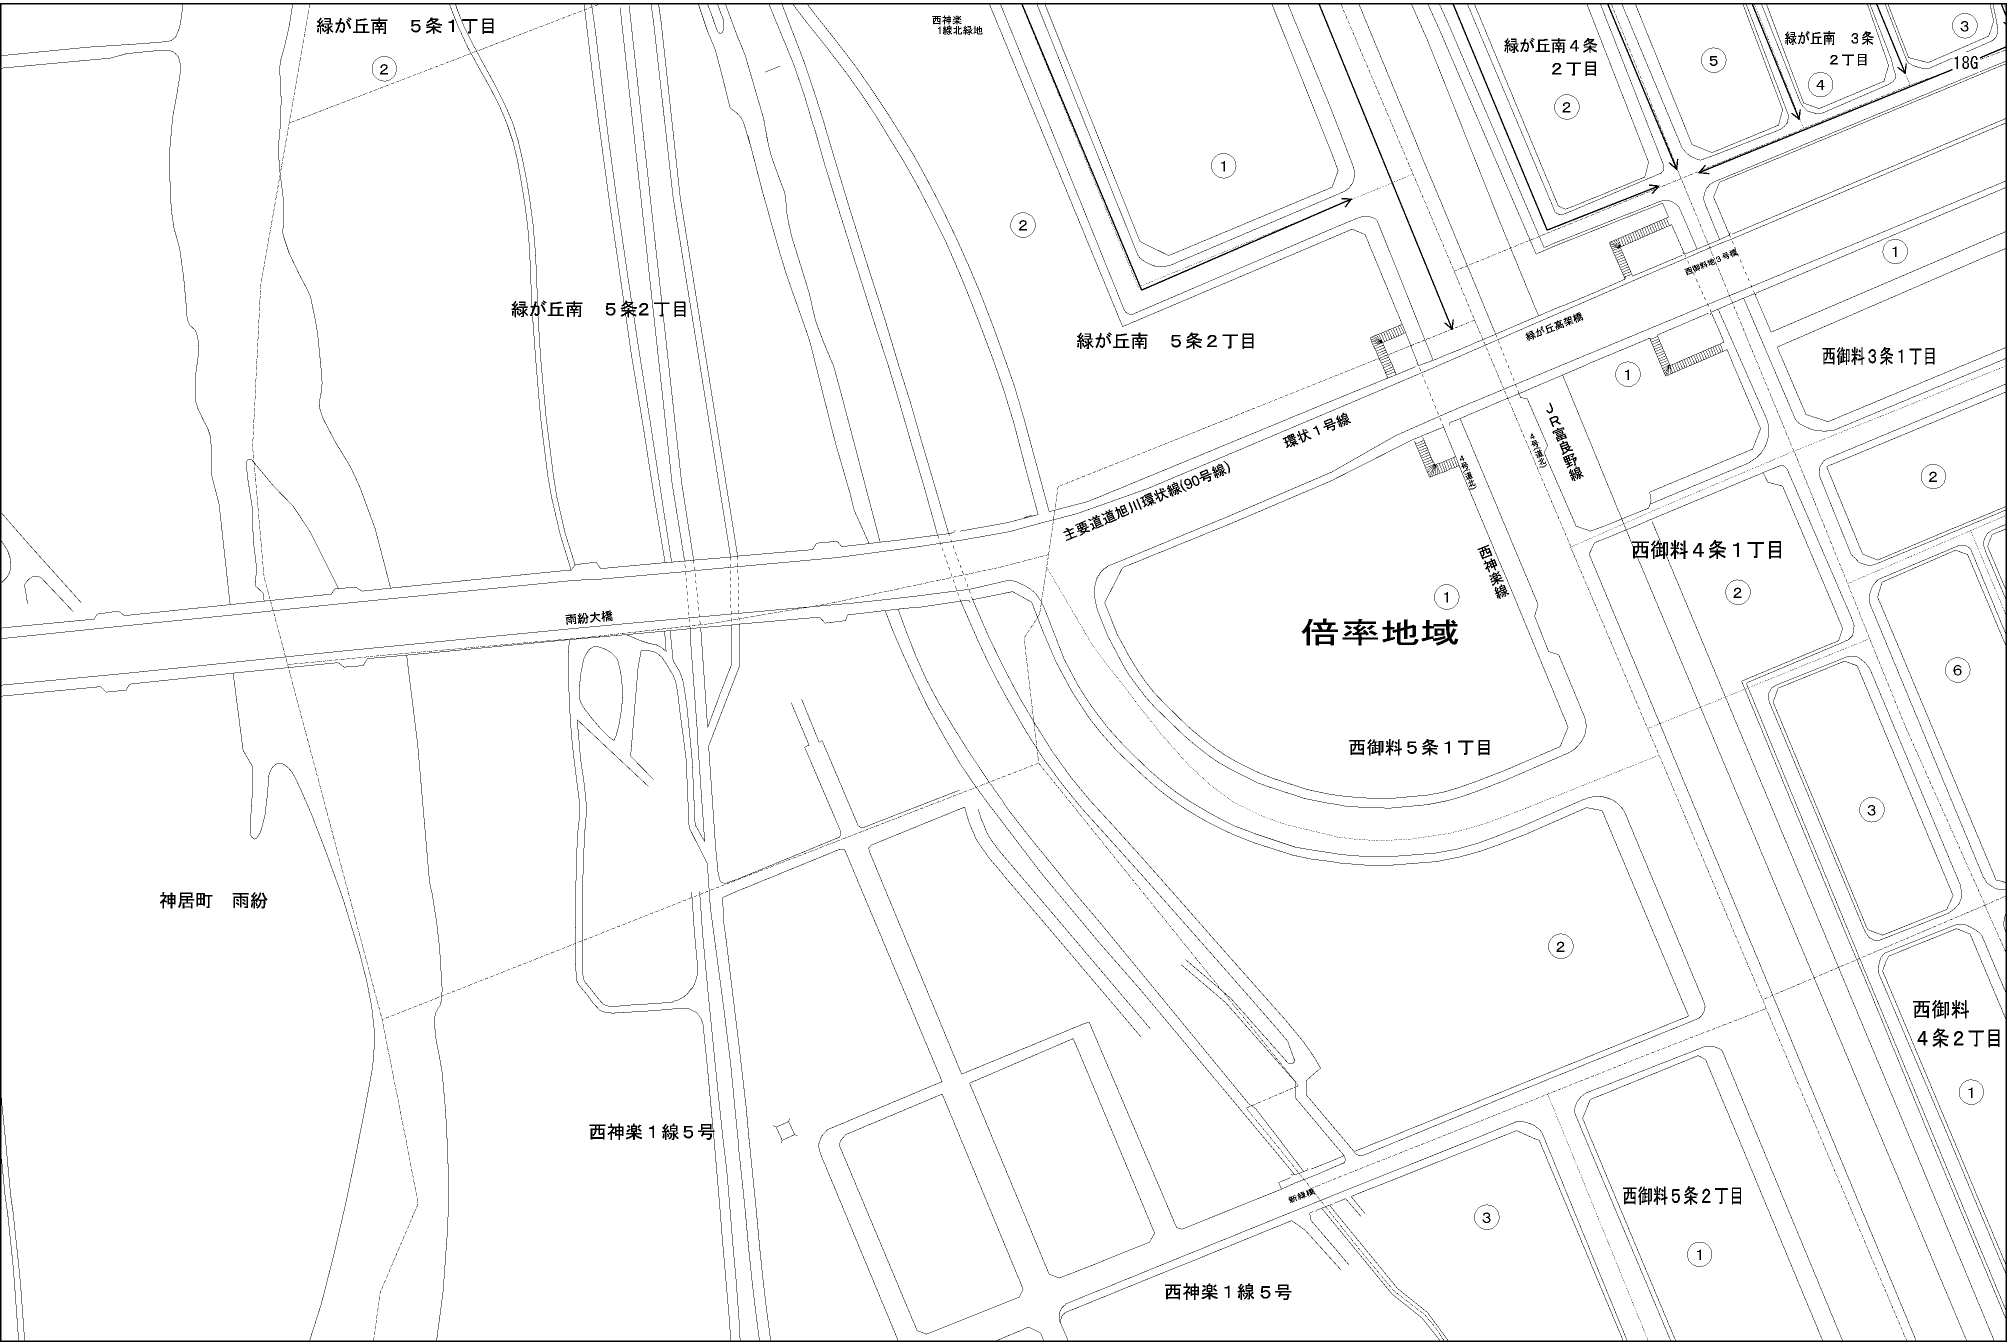 緑が丘南　５条１丁目
②
西神楽
1線北緑地
緑が丘南４条
２丁目
②
⑤
緑が丘南　３条
２丁目
④
③
18G
①
②
①
緑が丘南　５条２丁目
緑が丘南　５条２丁目
西御料地３号橋
緑が丘高架橋
西御料３条１丁目
①
環状１号線
主要道道旭川環状線(90号線)
4号(道北)
4号(道北)
ＪＲ富良野線
②
西神楽線
西御料４条１丁目
②
雨紛大橋
①
倍率地域
⑥
西御料５条１丁目
③
神居町　雨紛
②
西御料
４条２丁目
①
西神楽１線５号
新緑橋
西御料５条２丁目
③
①
西神楽１線５号